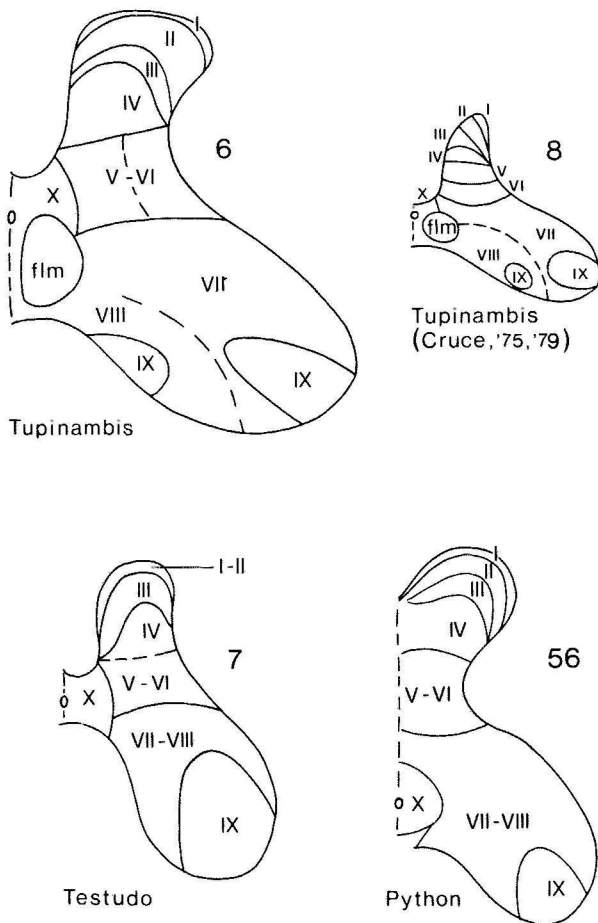 I
II
III
IV
6
V-VI
X
o
flm
VII
VIII
IX
IX
Tupinambis
I
II
III
IV
8
V
VI
X
o
flm
VII
VIII
IX
IX
Tupinambis
(Cruce,'75,'79)
I-II
III
IV
7
V-VI
X
o
VII-VIII
IX
Testudo
I
II
III
IV
56
V-VI
o
X
VII-VIII
IX
Python